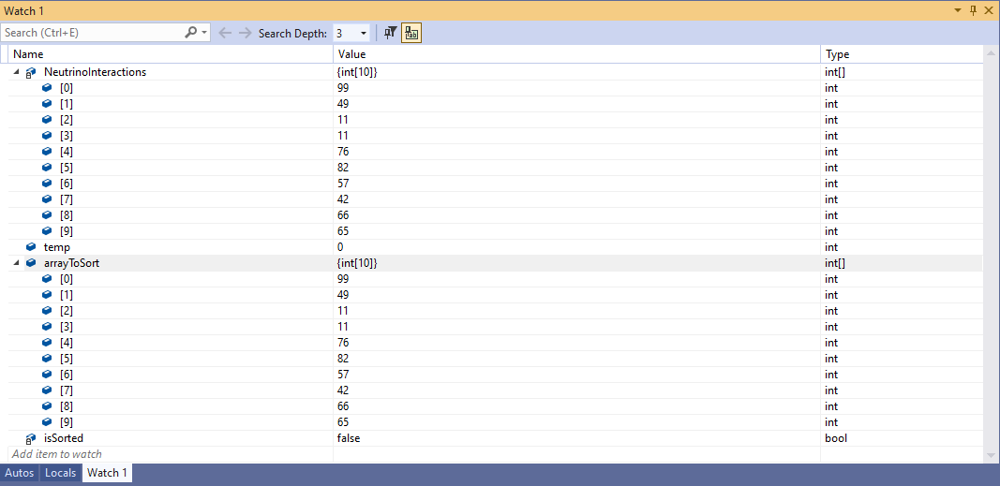 Watch 1
Search (Ctrl+E) Search Depth: 3
Name Value Type
NeutrinoInteractions {int[10]} int[]
[0] 99 int
[1] 49 int
[2] 11 int
[3] 11 int
[4] 76 int
[5] 82 int
[6] 57 int
[7] 42 int
[8] 66 int
[9] 65 int
temp 0 int
arrayToSort {int[10]} int[]
[0] 99 int
[1] 49 int
[2] 11 int
[3] 11 int
[4] 76 int
[5] 82 int
[6] 57 int
[7] 42 int
[8] 66 int
[9] 65 int
isSorted false bool
Add item to watch
Autos Locals Watch 1